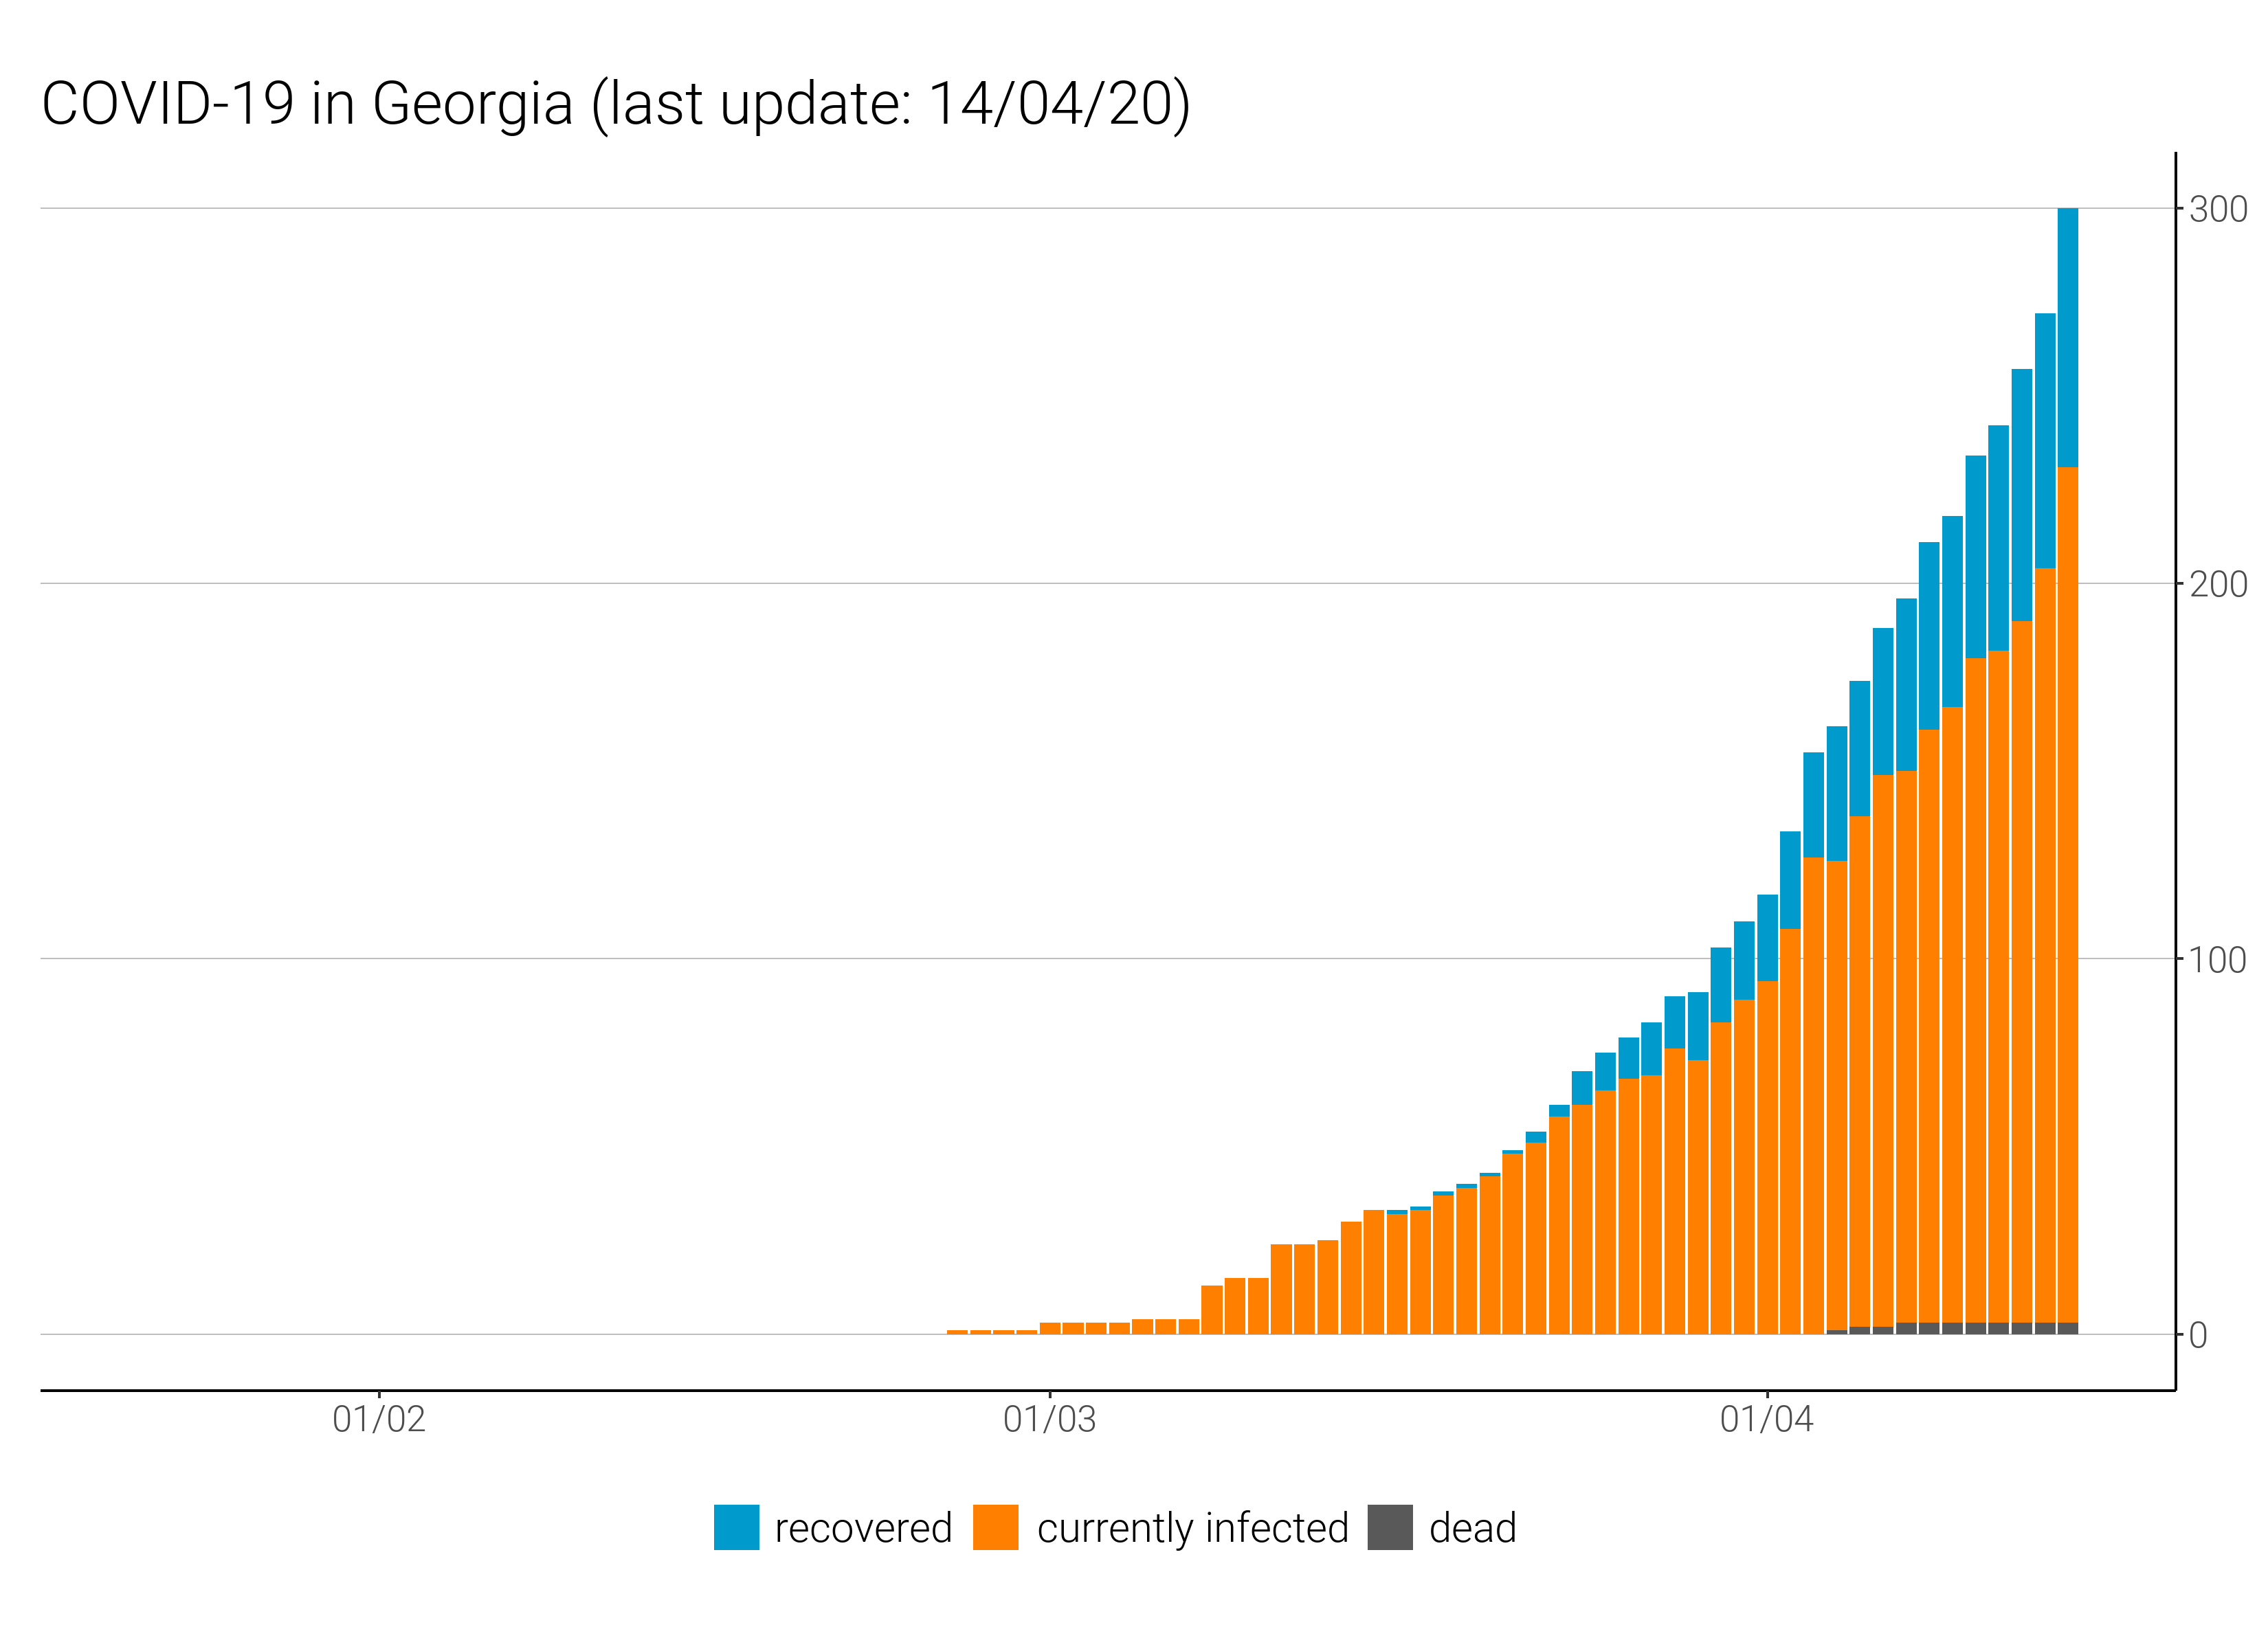 COVID-19 in Georgia (last update: 14/04/20)
300
200
100
0
01/02 01/03 01/04
recovered currently infected dead